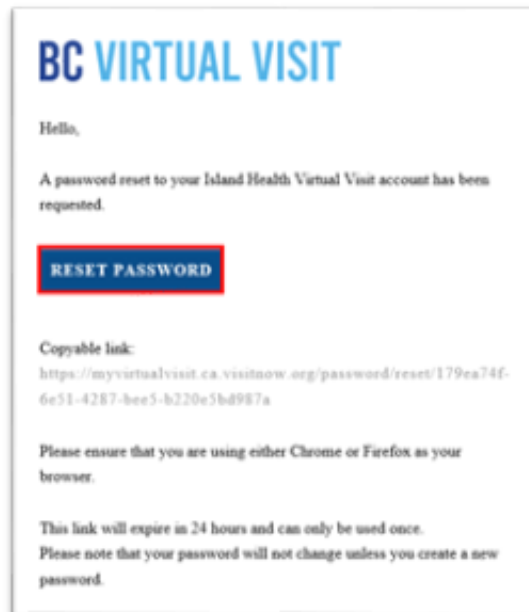 BC VIRTUAL VISIT
Hello,
A password reset to your Island Health Virtual Visit account has been
requested.
RESET PASSWORD
Copyable link:
https://myvirtualvisit.ca.visitnow.org/password/reset/179ea74f-
6e51-4287-bee5-b220e5bd987a
Please ensure that you are using either Chrome or Firefox as your
browser.
This link will expire in 24 hours and can only be used once.
Please note that your password will not change unless you create a new
password.